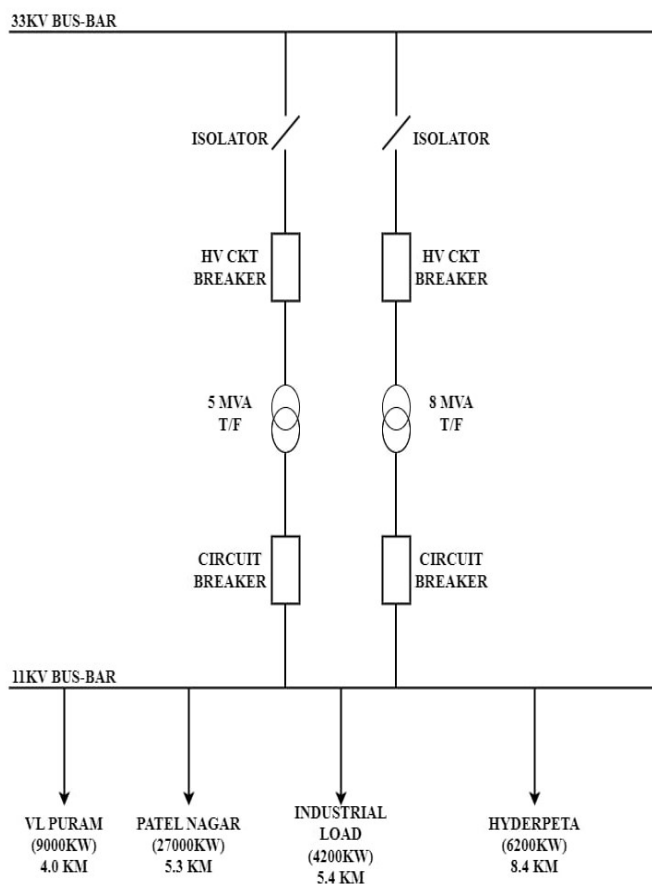 33KV BUS-BAR
ISOLATOR
ISOLATOR
HV CKT
BREAKER
HV CKT
BREAKER
5 MVA
T/F
8 MVA
T/F
CIRCUIT
BREAKER
CIRCUIT
BREAKER
11KV BUS-BAR
VL PURAM
(9000KW)
4.0 KM
PATEL NAGAR
(27000KW)
5.3 KM
INDUSTRIAL
LOAD
(4200KW)
5.4 KM
HYDERPETA
(6200KW)
8.4 KM